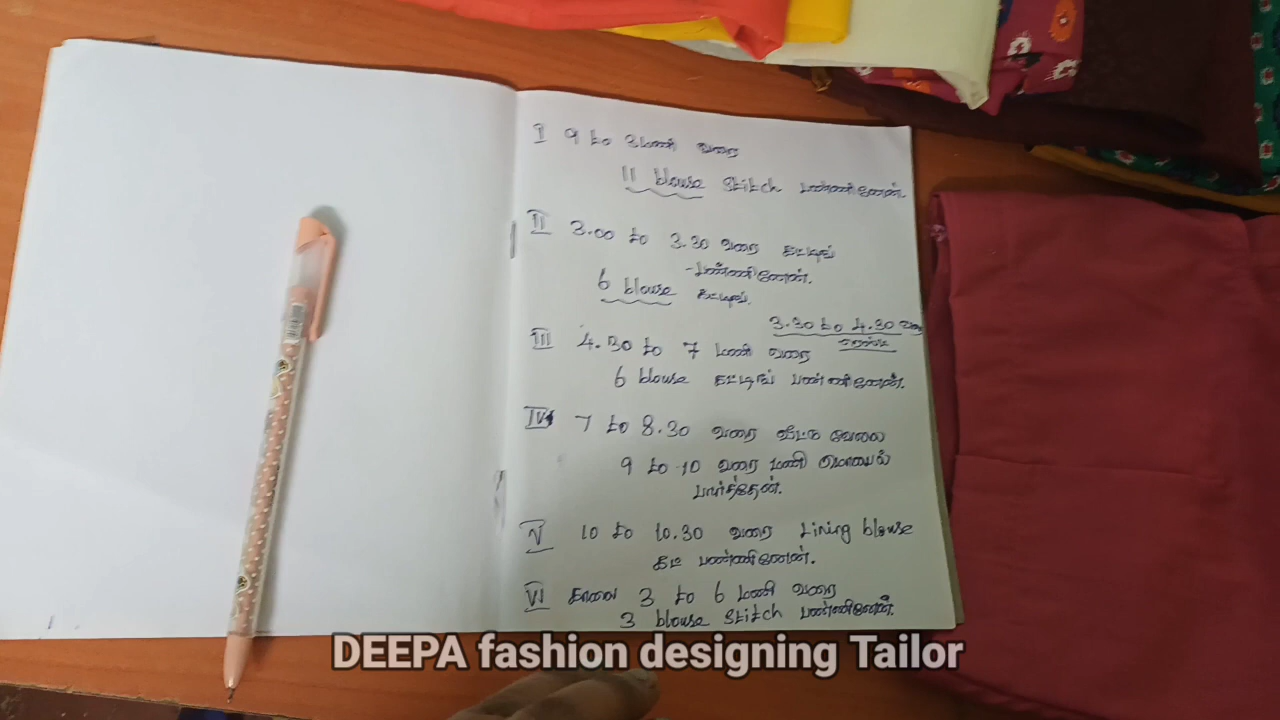 I 9 to 3மணி வரை
11 blouse stitch பண்ணினேன்.
II 3.00 to 3.30 வரை கட்டிங்
- பண்ணினேன்.
6 blouse கட்டிங்.
3.30 to 4.30 வரை
ரெஸ்ட்
III 4.30 to 7 மணி வரை
6 blouse கட்டிங் பண்ணினேன்.
IV 7 to 8.30 வரை வீட்டு வேலை
9 to 10 வரை மணி மொபைல்
பார்த்தேன்.
V 10 to 10.30 வரை Lining blouse
கட் பண்ணினேன்.
VI காலை 3 to 6 மணி வரை
3 blouse stitch பண்ணினேன்.
DEEPA fashion designing Tailor